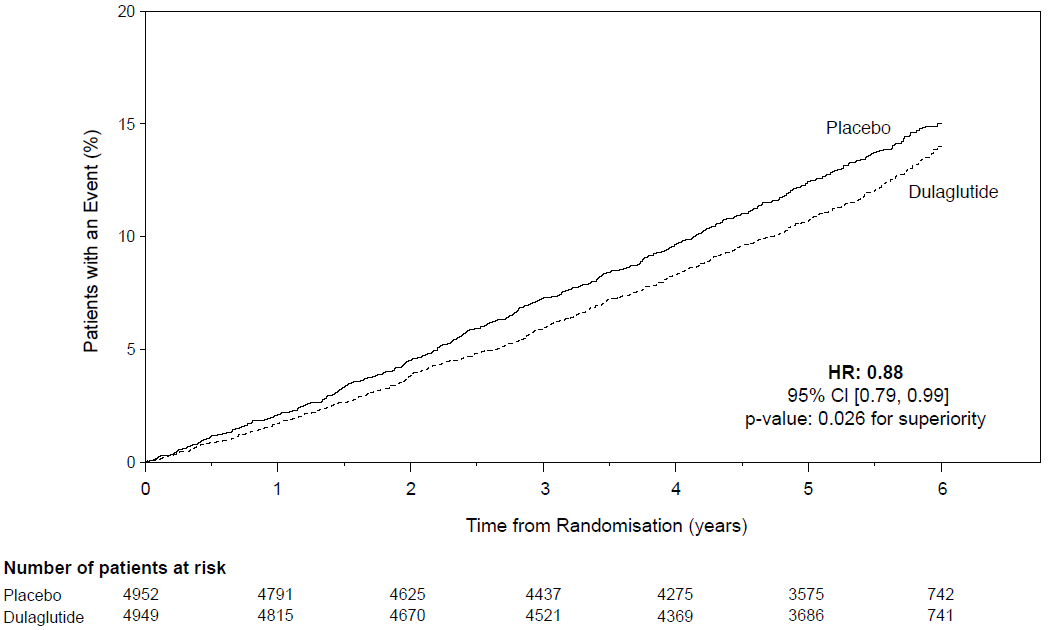 20
15
10
5
0
Patients with an Event (%)
Placebo
Dulaglutide
HR: 0.88
95% CI [0.79, 0.99]
p-value: 0.026 for superiority
0 1 2 3 4 5 6
Time from Randomisation (years)
Number of patients at risk
Placebo 4952 4791 4625 4437 4275 3575 742
Dulaglutide 4949 4815 4670 4521 4369 3686 741